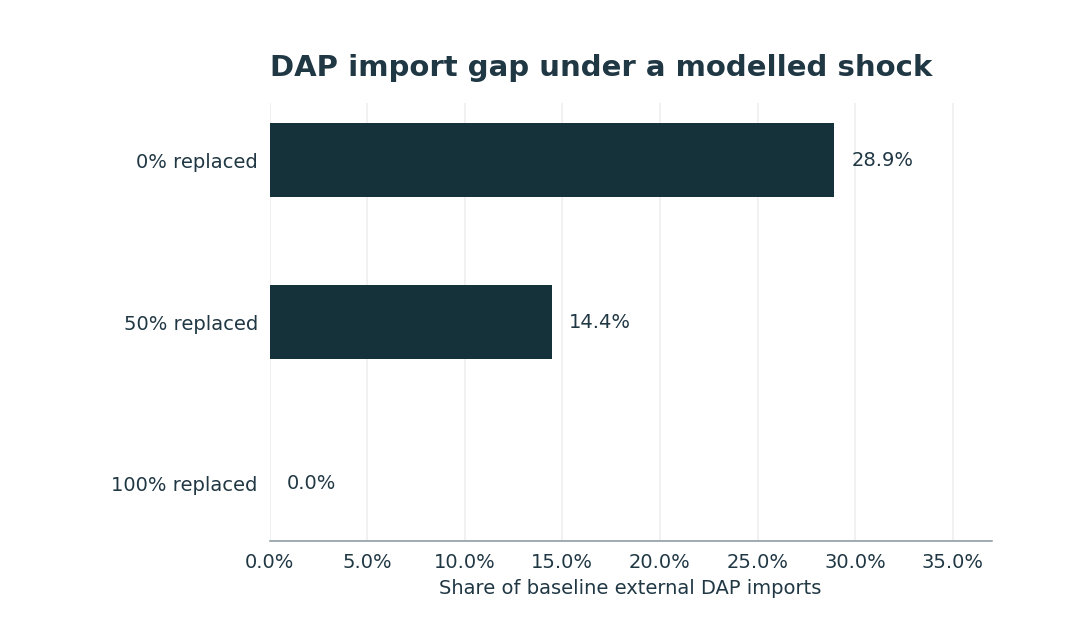 DAP import gap under a modelled shock
0% replaced
28.9%
50% replaced
14.4%
100% replaced
0.0%
0.0% 5.0% 10.0% 15.0% 20.0% 25.0% 30.0% 35.0%
Share of baseline external DAP imports